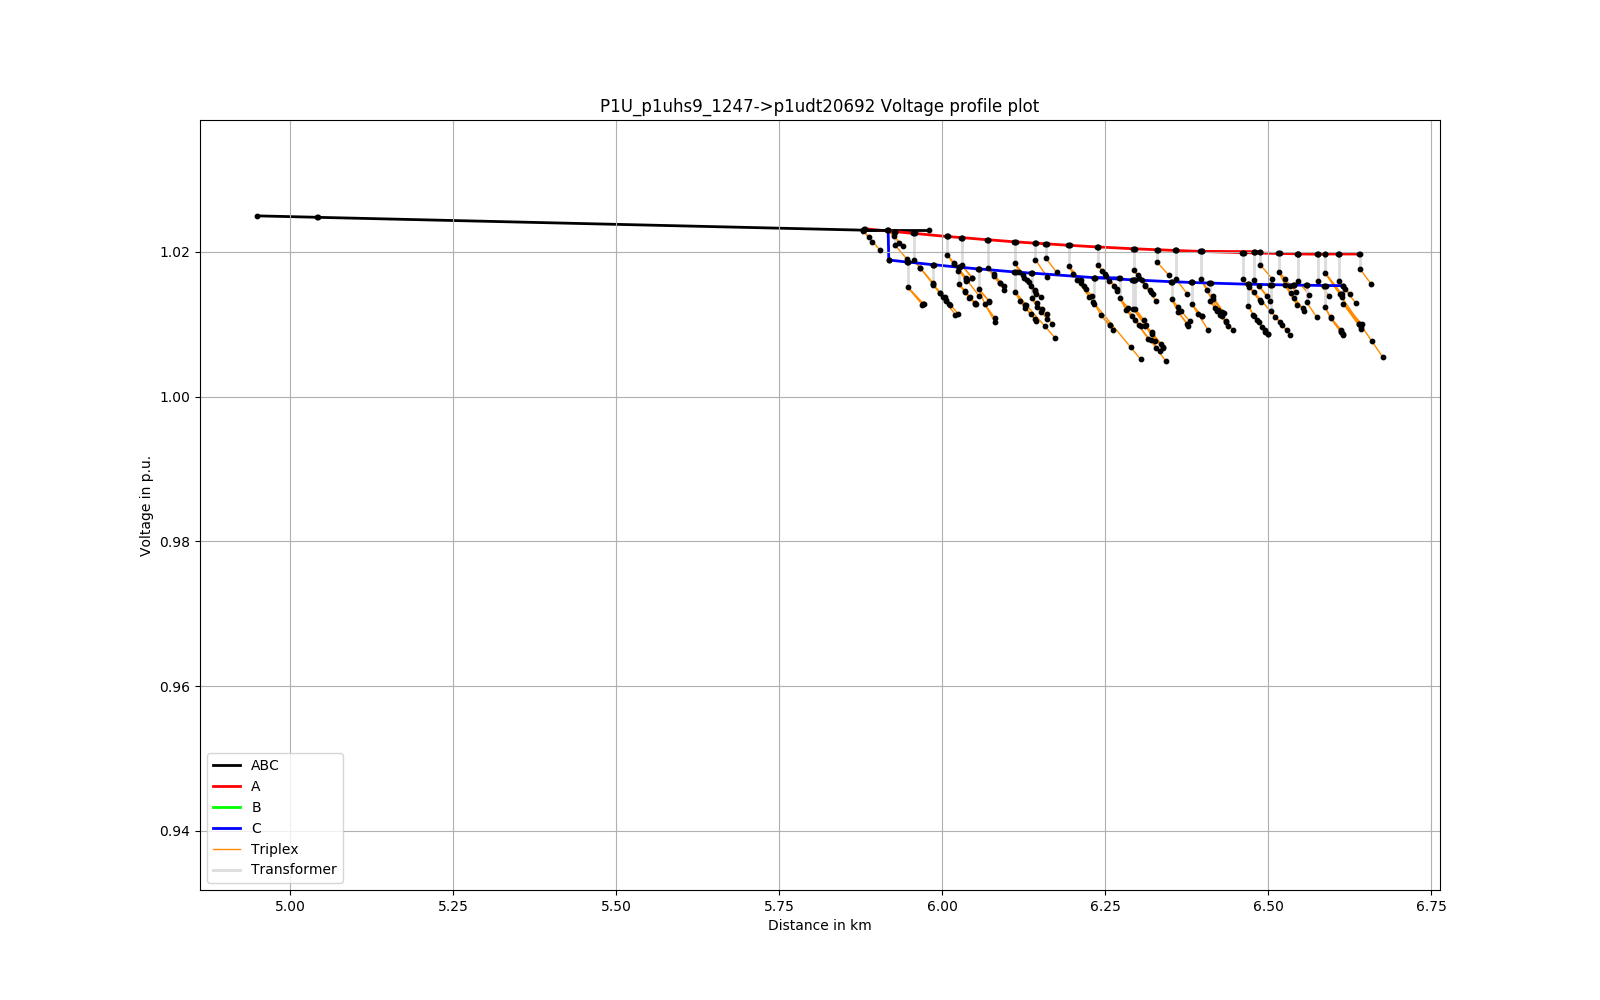 P1U_p1uhs9_1247->p1udt20692 Voltage profile plot
1.02
1.00
0.98
0.96
0.94
Voltage in p.u.
ABC
A
B
C
Triplex
Transformer
5.00 5.25 5.50 5.75 6.00 6.25 6.50 6.75
Distance in km